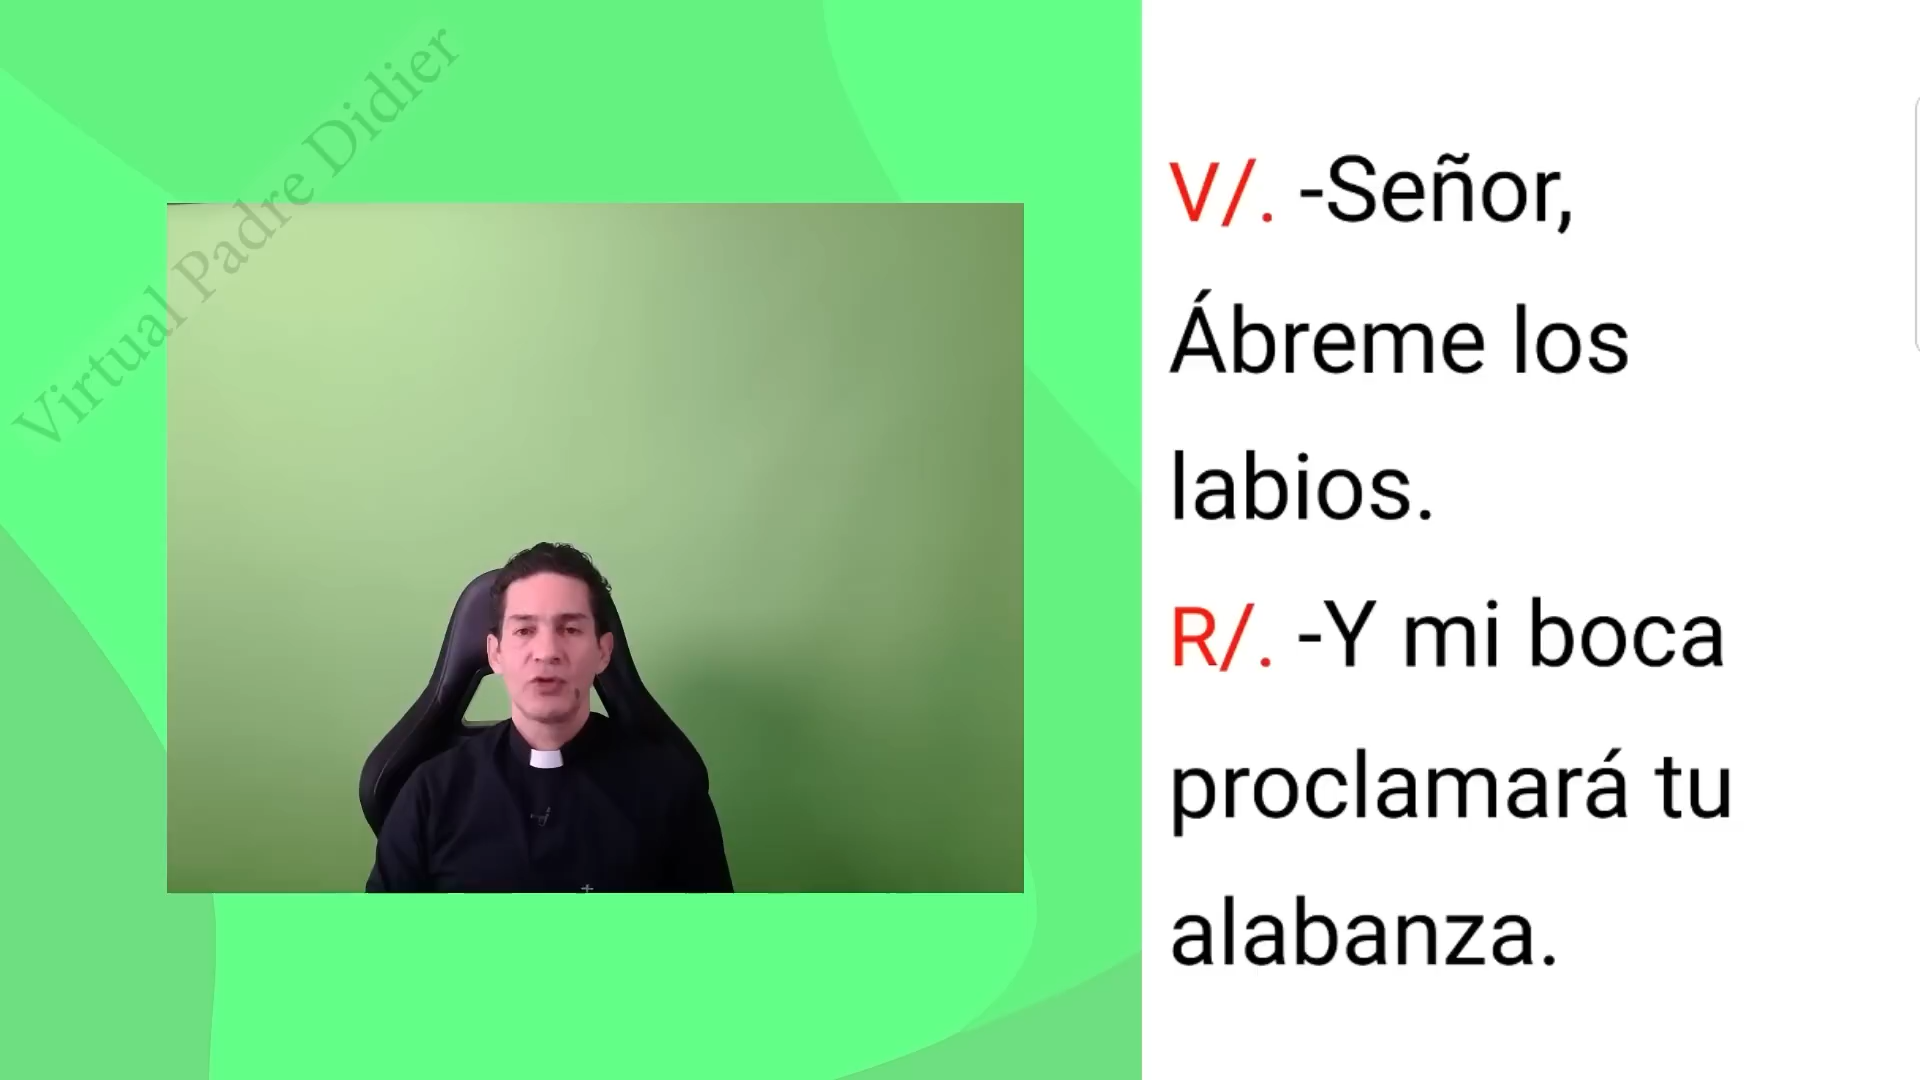 Virtual Padre Didier
V/. -Señor,
Ábreme los
labios.
R/. -Y mi boca
proclamará tu
alabanza.